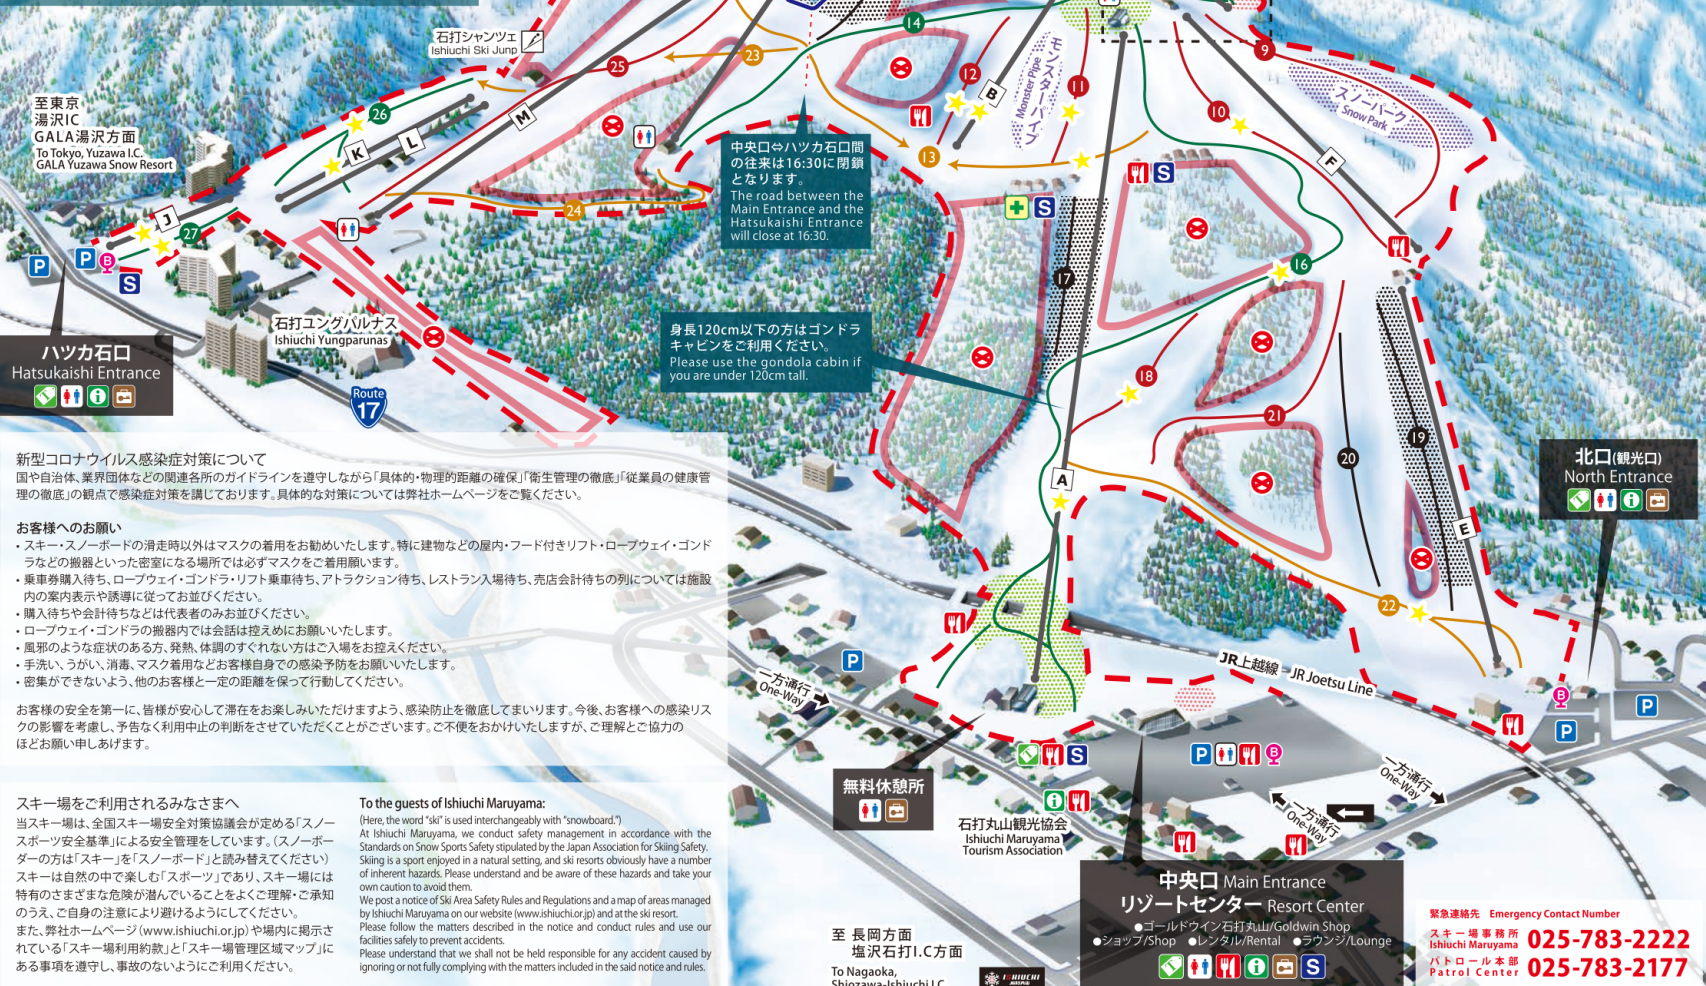 石打シャンツェ
Ishiuchi Ski Junp
14
23
25
12
B
モンスターパイプ
Monster Pipe
11
9
スノーパーク
Snow Park
10
F
至東京
湯沢IC
GALA湯沢方面
To Tokyo, Yuzawa I.C.
GALA Yuzawa Snow Resort
26
K
L
M
13
中央口⇔ハツカ石口間
の往来は16:30に閉鎖
となります。
The road between the
Main Entrance and the
Hatsukaishi Entrance
will close at 16:30.
S
S
J
27
24
P
P
B
S
17
16
石打ユングパルナス
Ishiuchi Yungparunas
身長120cm以下の方はゴンドラ
キャビンをご利用ください。
Please use the gondola cabin if
you are under 120cm tall.
ハツカ石口
Hatsukaishi Entrance
Route
17
18
21
19
20
A
E
22
北口(観光口)
North Entrance
新型コロナウイルス感染症対策について
国や自治体、業界団体などの関連各所のガイドラインを遵守しながら「具体的・物理的距離の確保」「衛生管理の徹底」「従業員の健康管
理の徹底」の観点で感染症対策を講じております。具体的な対策については弊社ホームページをご覧ください。
お客様へのお願い
・スキー・スノーボードの滑走時以外はマスクの着用をお勧めいたします。特に建物などの屋内・フード付きリフト・ロープウェイ・ゴンド
ラなどの搬器といった密室になる場所では必ずマスクをご着用願います。
・乗車券購入待ち、ロープウェイ・ゴンドラ・リフト乗車待ち、アトラクション待ち、レストラン入場待ち、売店会計待ちの列については施設
内の案内表示や誘導に従ってお並びください。
・購入待ちや会計待ちなどは代表者のみお並びください。
・ロープウェイ・ゴンドラの搬器内では会話は控えめにお願いいたします。
・風邪のような症状のある方、発熱、体調のすぐれない方はご入場をお控えください。
・手洗い、うがい、消毒、マスク着用などお客様自身での感染予防をお願いいたします。
・密集ができないよう、他のお客様と一定の距離を保って行動してください。
お客様の安全を第一に、皆様が安心して滞在をお楽しみいただけますよう、感染防止を徹底してまいります。今後、お客様への感染リス
クの影響を考慮し、予告なく利用中止の判断をさせていただくことがございます。ご不便をおかけいたしますが、ご理解とご協力の
ほどお願い申しあげます。
P
一方通行
One-Way
JR上越線 JR Joetsu Line
B
P
P
S
P
B
無料休憩所
石打丸山観光協会
Ishiuchi Maruyama
Tourism Association
一方通行
One-Way
一方通行
One-Way
スキー場をご利用されるみなさまへ
当スキー場は、全国スキー場安全対策協議会が定める「スノー
スポーツ安全基準」による安全管理をしています。(スノーボー
ダーの方は「スキー」を「スノーボード」と読み替えてください)
スキーは自然の中で楽しむ「スポーツ」であり、スキー場には
特有のさまざまな危険が潜んでいることをよくご理解・ご承知
のうえ、ご自身の注意により避けるようにしてください。
また、弊社ホームページ(www.ishiuchi.or.jp)や場内に掲示さ
れている「スキー場利用約款」と「スキー場管理区域マップ」に
ある事項を遵守し、事故のないようにご利用ください。
To the guests of Ishiuchi Maruyama:
(Here, the word "ski" is used interchangeably with "snowboard.")
At Ishiuchi Maruyama, we conduct safety management in accordance with the
Standards on Snow Sports Safety stipulated by the Japan Association for Skiing Safety.
Skiing is a sport enjoyed in a natural setting, and ski resorts obviously have a number
of inherent hazards. Please understand and be aware of these hazards and take your
own caution to avoid them.
We post a notice of Ski Area Safety Rules and Regulations and a map of areas managed
by Ishiuchi Maruyama on our website (www.ishiuchi.or.jp) and at the ski resort.
Please follow the matters described in the notice and conduct rules and use our
facilities safely to prevent accidents.
Please understand that we shall not be held responsible for any accident caused by
ignoring or not fully complying with the matters included in the said notice and rules.
中央口 Main Entrance
リゾートセンター Resort Center
●ゴールドウイン石打丸山/Goldwin Shop
●ショップ/Shop ●レンタル/Rental ●ラウンジ/Lounge
S
至 長岡方面
塩沢石打I.C方面
To Nagaoka,
Shiozawa-Ishiuchi I.C.
ISHIUCHI
緊急連絡先 Emergency Contact Number
スキー場事務所
Ishiuchi Maruyama 025-783-2222
パトロール本部
Patrol Center 025-783-2177